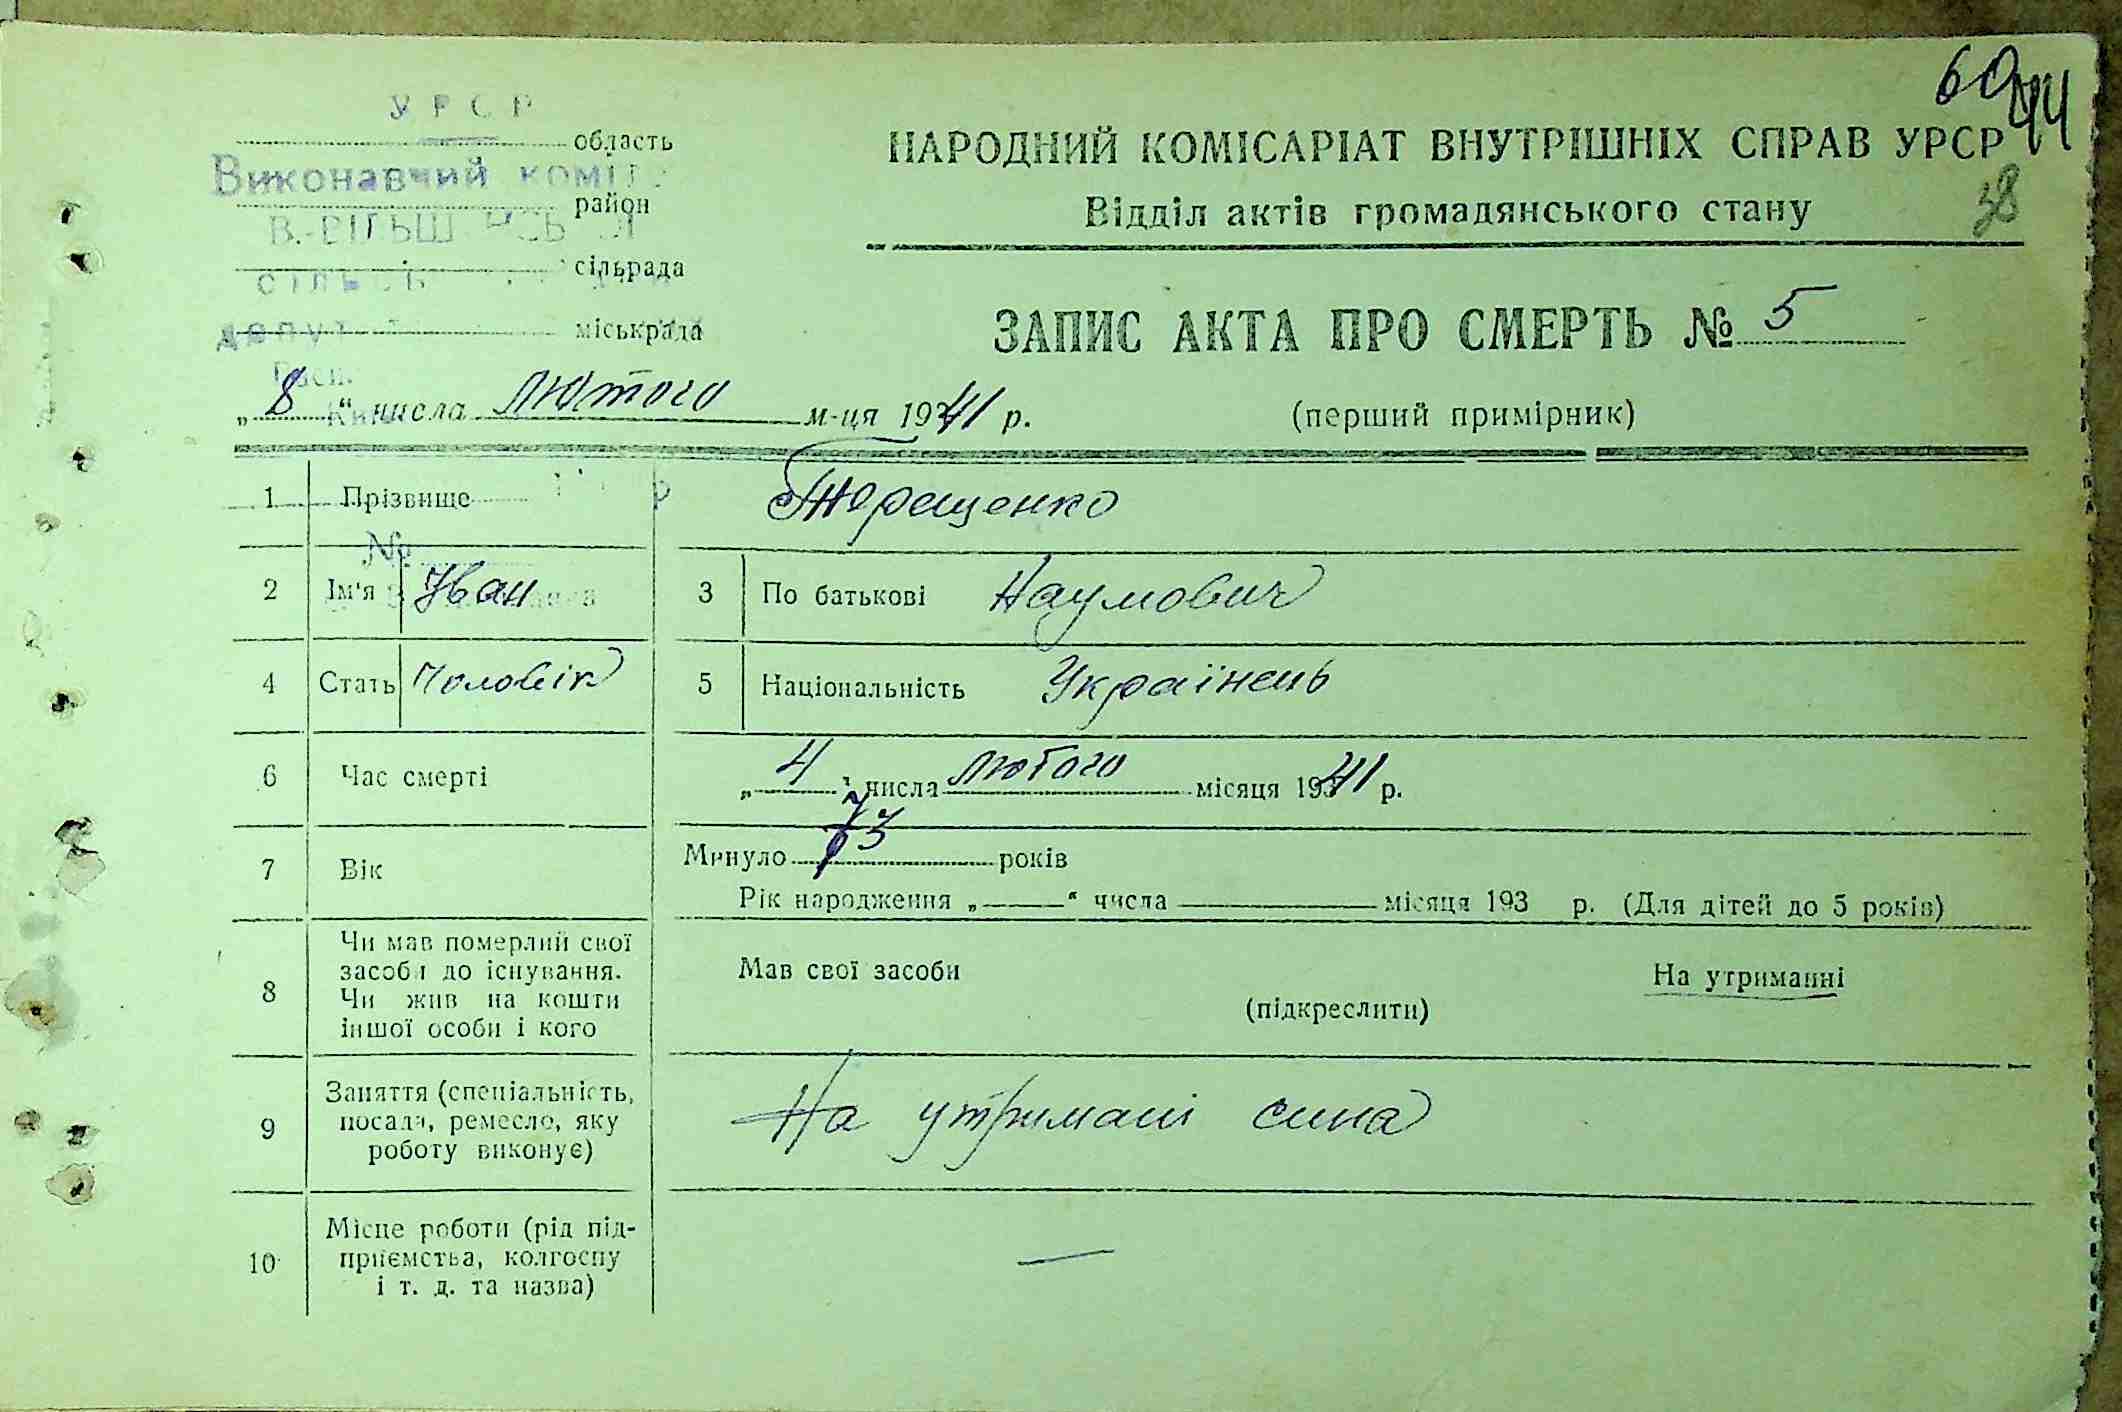 60
44
38
УРСР
область
Виконавчий коміт
район
сільрада
міськрада
НАРОДНИЙ КОМІСАРІАТ ВНУТРІШНІХ СПРАВ УРСР
Відділ актів громадянського стану
ЗАПИС АКТА ПРО СМЕРТЬ № 5
„8“ числа лютого м-ця 1941 р.
(перший примірник)
1 Прізвище Терещенко
№
2 Ім'я Іван 3 По батькові Наумович
4 Стать Чоловік 5 Національність Українець
6 Час смерті „4“ числа лютого місяця 1941 р.
7 Вік Минуло 73 років
Рік народження „—“ числа — місяця 193 р. (Для дітей до 5 років)
8 Чи мав померлий свої
засоби до існування.
Чи жив на кошти
іншої особи і кого
Мав свої засоби На утриманні
(підкреслити)
9 Заняття (спеціальність,
посада, ремесло, яку
роботу виконує)
На утримані сина
10 Місце роботи (рід під-
приємства, колгоспу
і т. д. та назва)
—